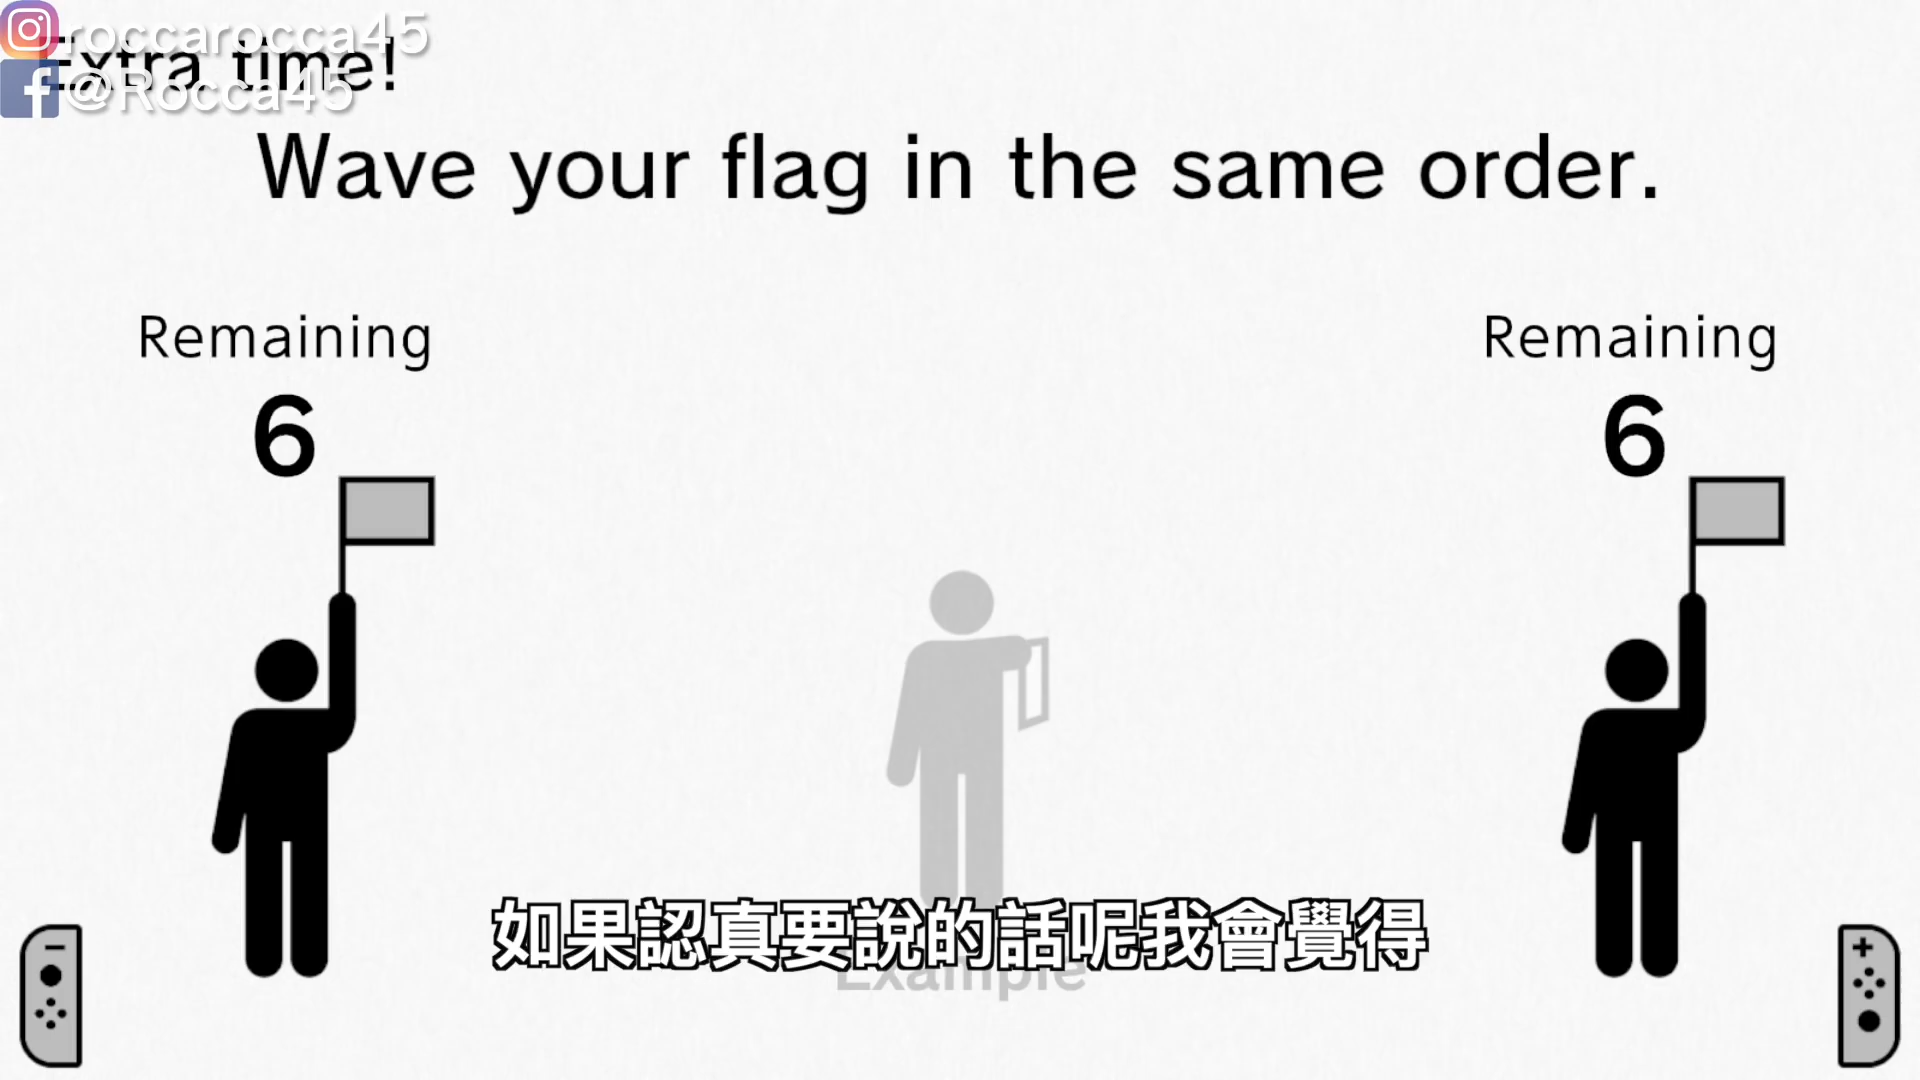 roccarocca45
Extra time!
@Rocca45
Wave your flag in the same order.
Remaining
6
Remaining
6
如果認真要說的話呢我會覺得
Example